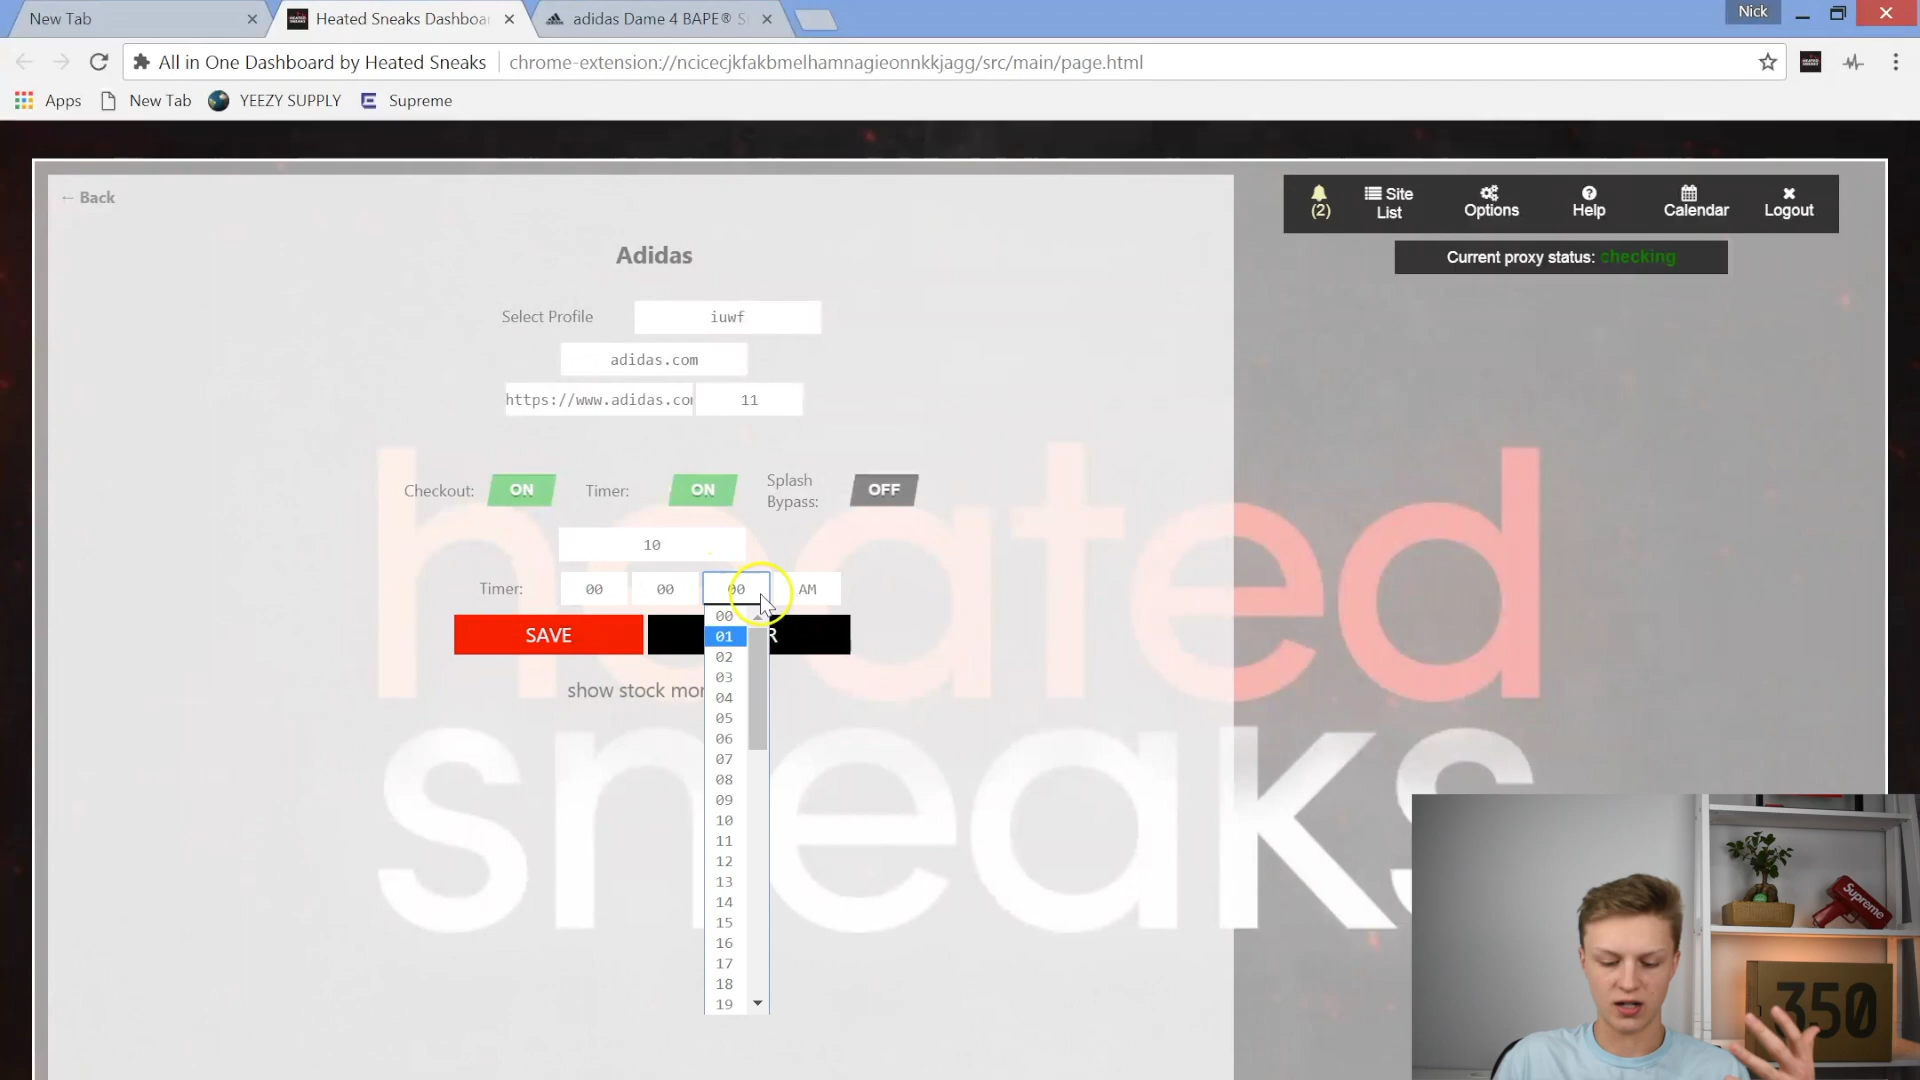 New Tab
Heated Sneaks Dashboa
adidas Dame 4 BAPE® S
Nick
All in One Dashboard by Heated Sneaks
chrome-extension://ncicecjkfakbmelhamnagieonnkkjagg/src/main/page.html
Apps
New Tab
YEEZY SUPPLY
Supreme
← Back
(2)
Site List
Options
Help
Calendar
Logout
Current proxy status: checking
Adidas
Select Profile
iuwf
adidas.com
https://www.adidas.co
11
Checkout: ON
Timer: ON
Splash Bypass: OFF
10
Timer: 00 00 00 AM
SAVE
R
show stock mo
00
01
02
03
04
05
06
07
08
09
10
11
12
13
14
15
16
17
18
19
heated
sneaks
Supreme
350